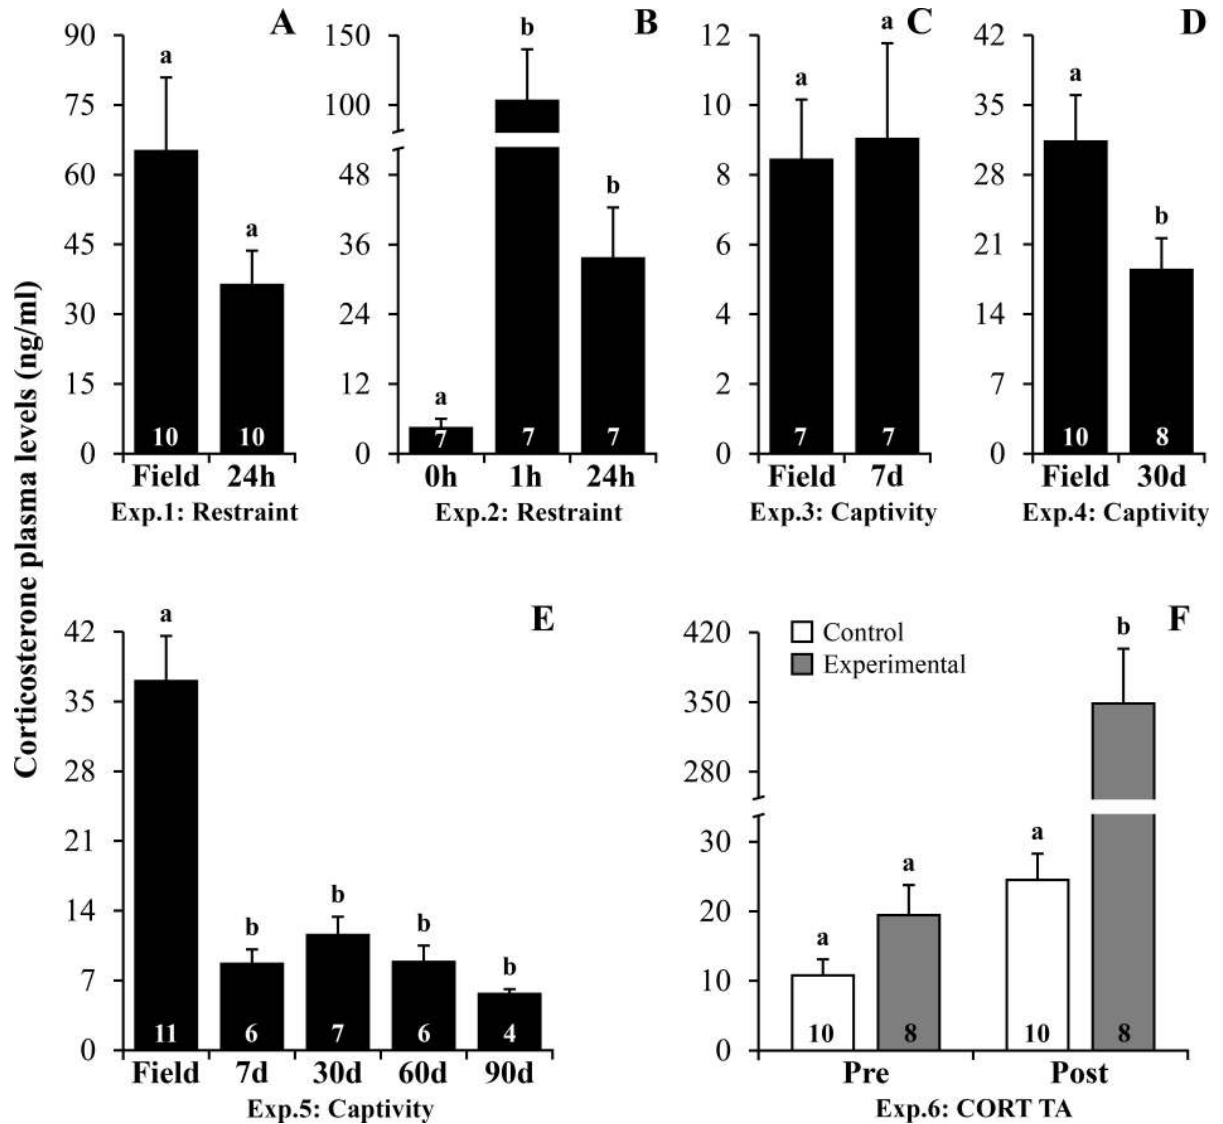 Corticosterone plasma levels (ng/ml)
A
90
75
60
45
30
15
0
a
a
10
10
Field
24h
Exp.1: Restraint
B
150
100
48
36
24
12
0
a
b
b
7
7
7
0h
1h
24h
Exp.2: Restraint
C
12
10
8
6
4
2
0
a
a
7
7
Field
7d
Exp.3: Captivity
D
42
35
28
21
14
7
0
a
b
10
8
Field
30d
Exp.4: Captivity
E
42
35
28
21
14
7
0
a
b
b
b
b
11
6
7
6
4
Field
7d
30d
60d
90d
Exp.5: Captivity
F
Control
Experimental
420
350
280
30
20
10
0
a
a
a
b
10
8
10
8
Pre
Post
Exp.6: CORT TA